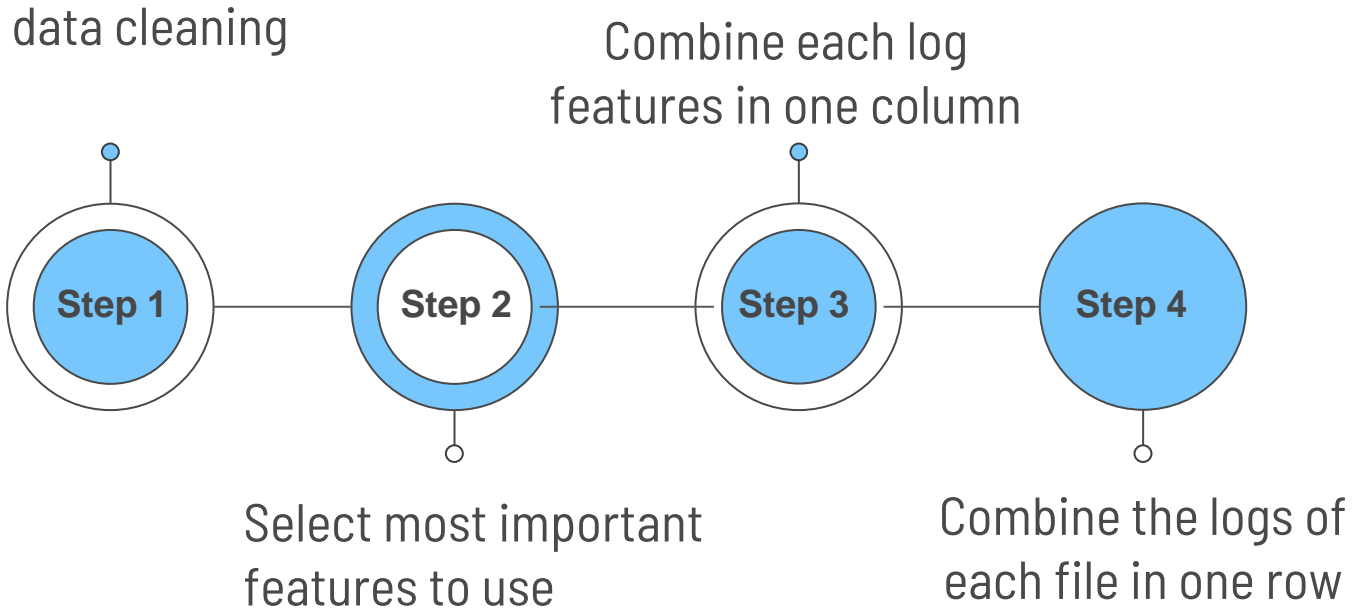 data cleaning
Combine each log
features in one column
Step 1
Step 2
Step 3
Step 4
Select most important
features to use
Combine the logs of
each file in one row